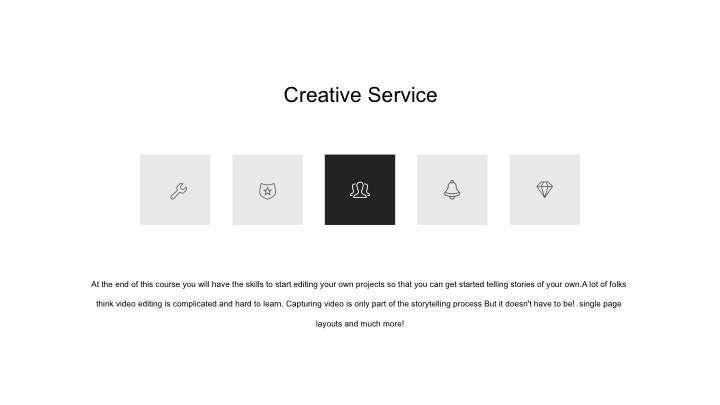 Creative Service
At the end of this course you will have the skills to start editing your own projects so that you can get started telling stories of your own.A lot of folks
think video editing is complicated and hard to learn. Capturing video is only part of the storytelling process But it doesn't have to be!  single page
layouts and much more!